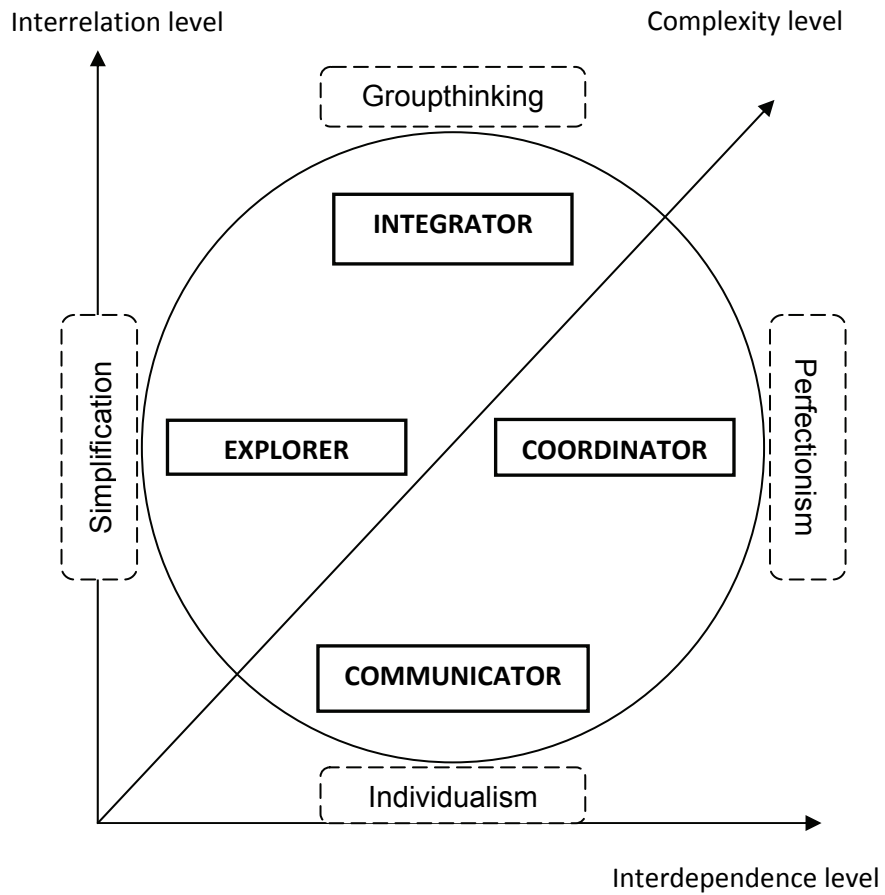 Interrelation level
Complexity level
Groupthinking
INTEGRATOR
Simplification
Perfectionism
EXPLORER
COORDINATOR
COMMUNICATOR
Individualism
Interdependence level